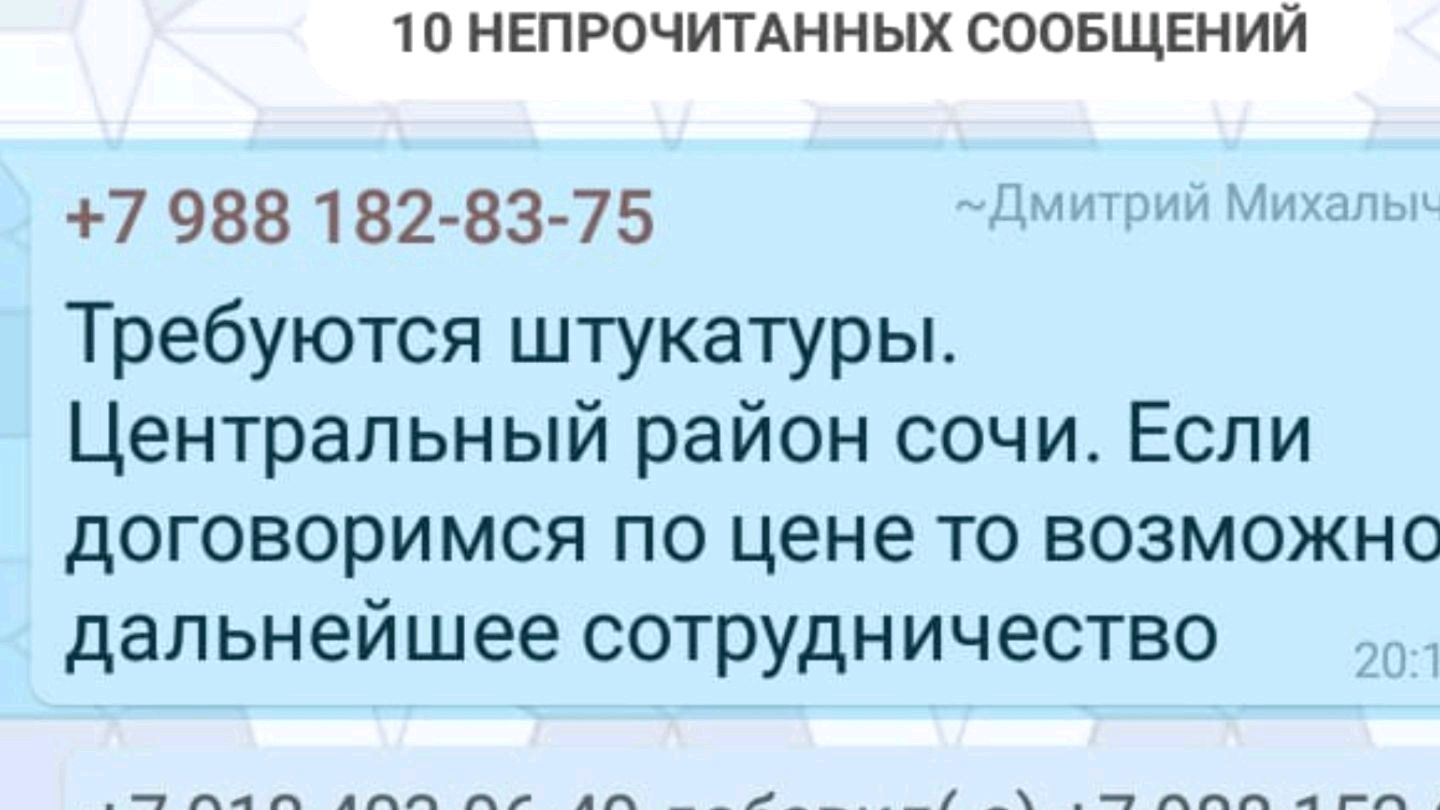 10 НЕПРОЧИТАННЫХ СООБЩЕНИЙ
+7 988 182-83-75 ~Дмитрий Михалыч
Требуются штукатуры.
Центральный район сочи. Если
договоримся по цене то возможно
дальнейшее сотрудничество
20:1